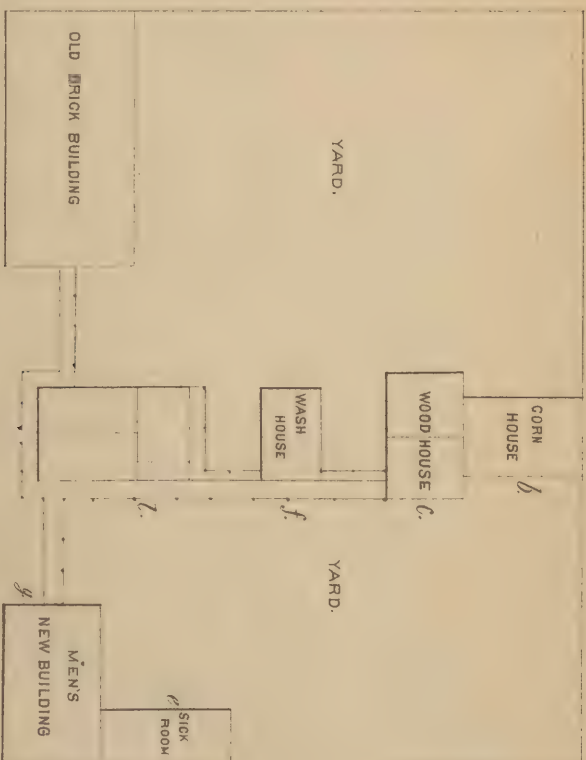 OLD BRICK BUILDING
YARD.
CORN
HOUSE
b.
WOOD HOUSE
c.
WASH
HOUSE
f.
l.
YARD.
g.
MEN'S
NEW BUILDING
e
SICK
ROOM